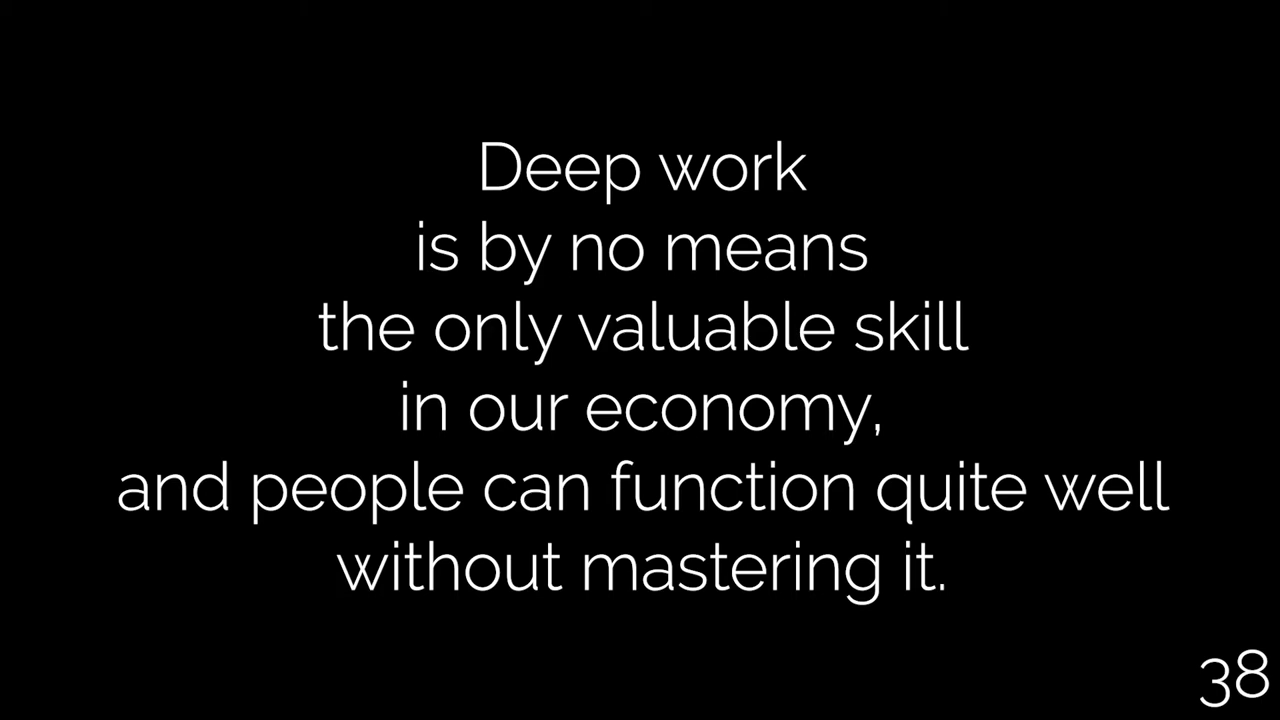 Deep work
is by no means
the only valuable skill
in our economy,
and people can function quite well
without mastering it.
38